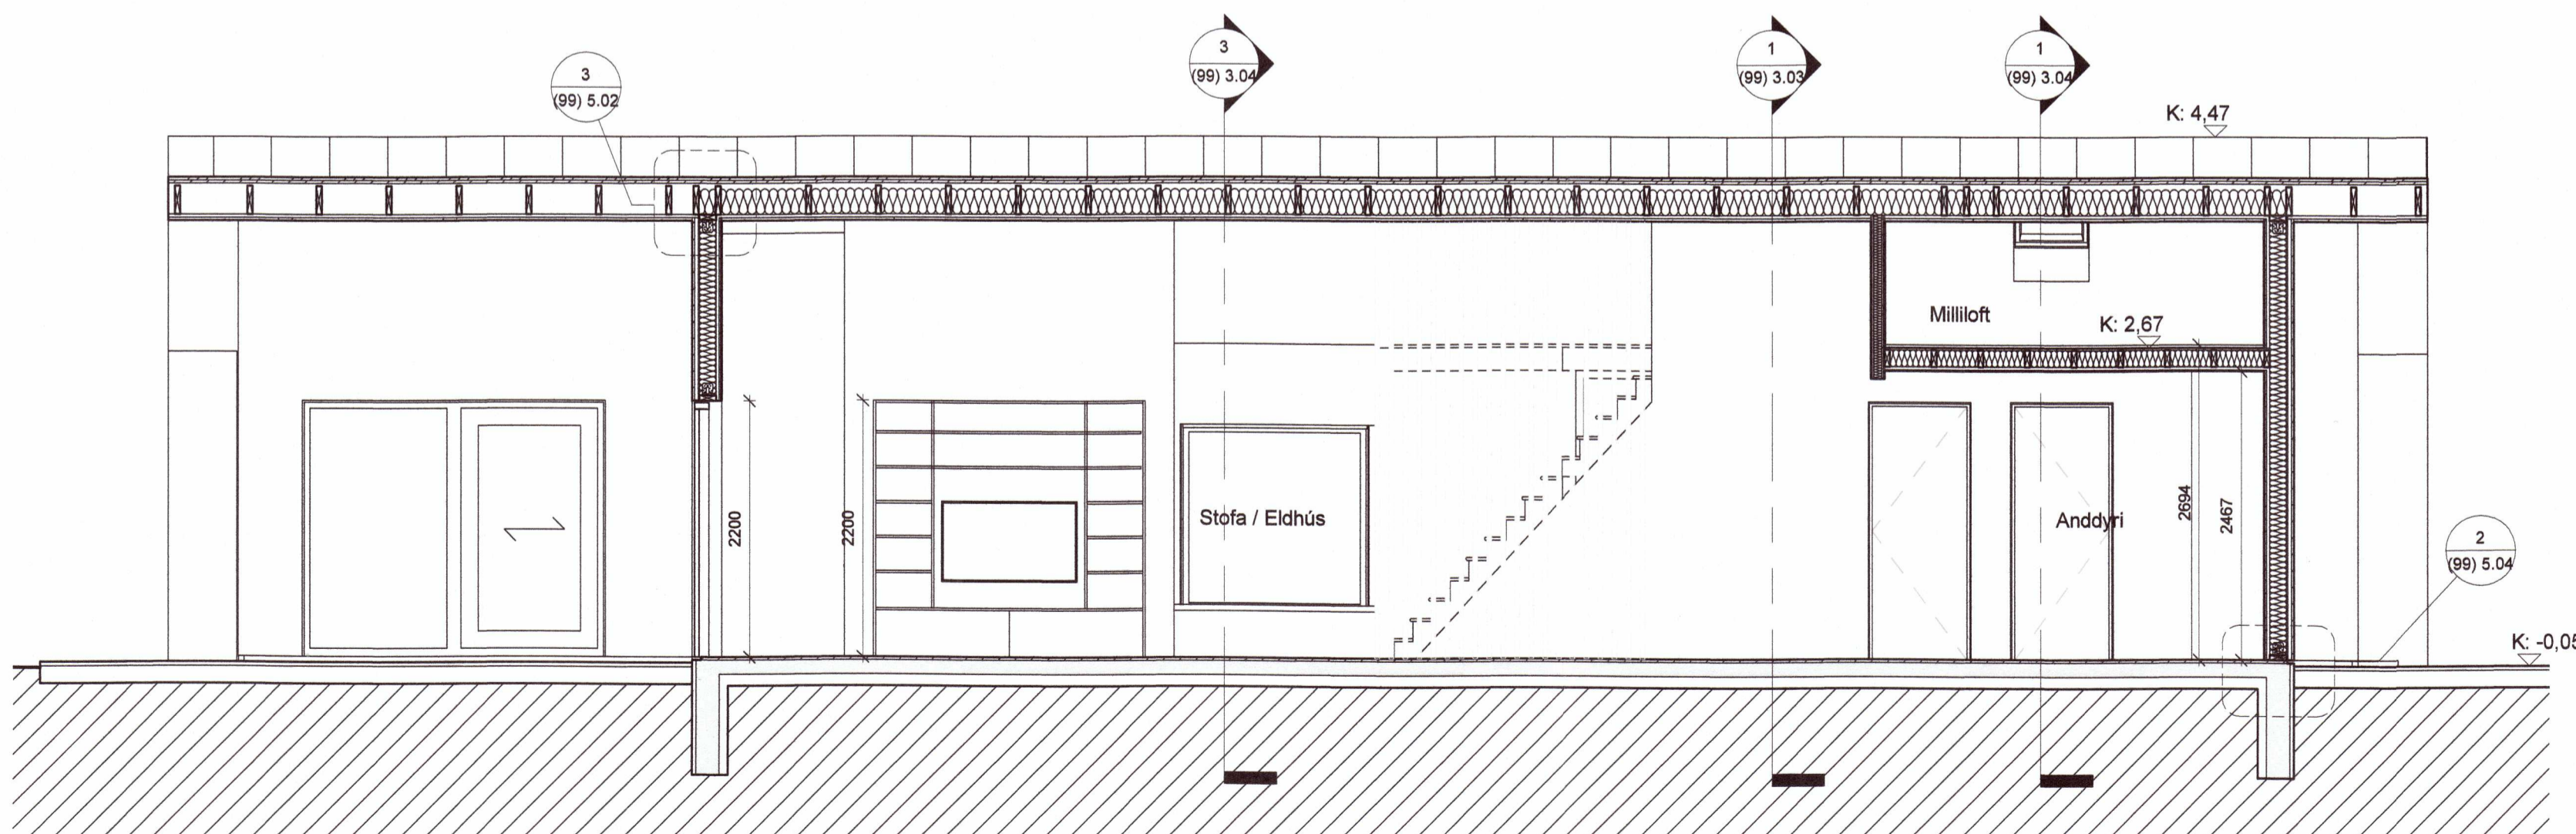 3
(99) 3.04
1
(99) 3.03
1
(99) 3.04
3
(99) 5.02
K: 4,47
Milliloft
K: 2,67
2200
2200
Stofa / Eldhús
Anddyri
2694
2467
2
(99) 5.04
K: -0,05